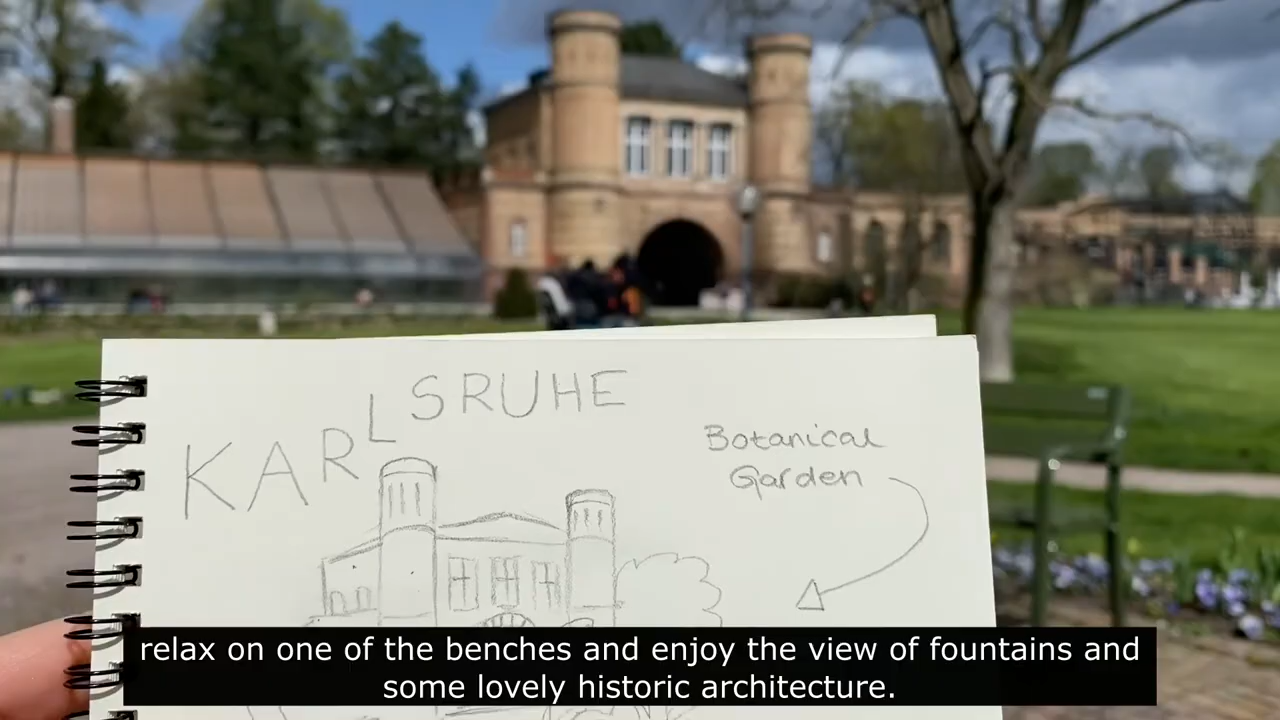 KARLSRUHE
Botanical
Garden
relax on one of the benches and enjoy the view of fountains and
some lovely historic architecture.